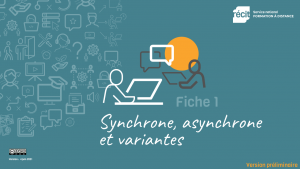 récit
Service national
FORMATION À DISTANCE
Fiche 1
Synchrone, asynchrone
et variantes
Version préliminaire